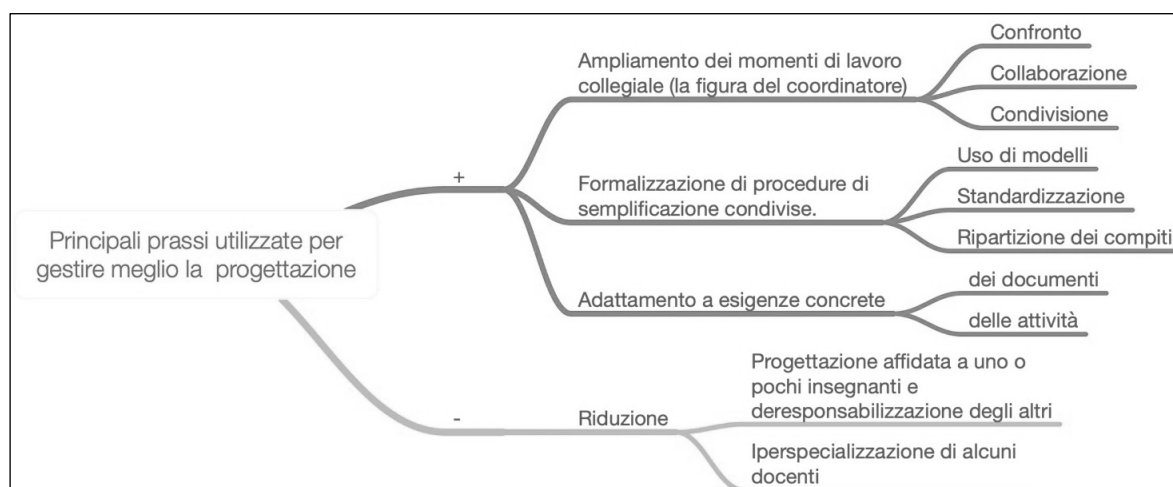 Principali prassi utilizzate per
gestire meglio la progettazione
+
Ampliamento dei momenti di lavoro
collegiale (la figura del coordinatore)
Confronto
Collaborazione
Condivisione
Formalizzazione di procedure di
semplificazione condivise.
Uso di modelli
Standardizzazione
Ripartizione dei compiti
Adattamento a esigenze concrete
dei documenti
delle attività
-
Riduzione
Progettazione affidata a uno o
pochi insegnanti e
deresponsabilizzazione degli altri
Iperspecializzazione di alcuni
docenti